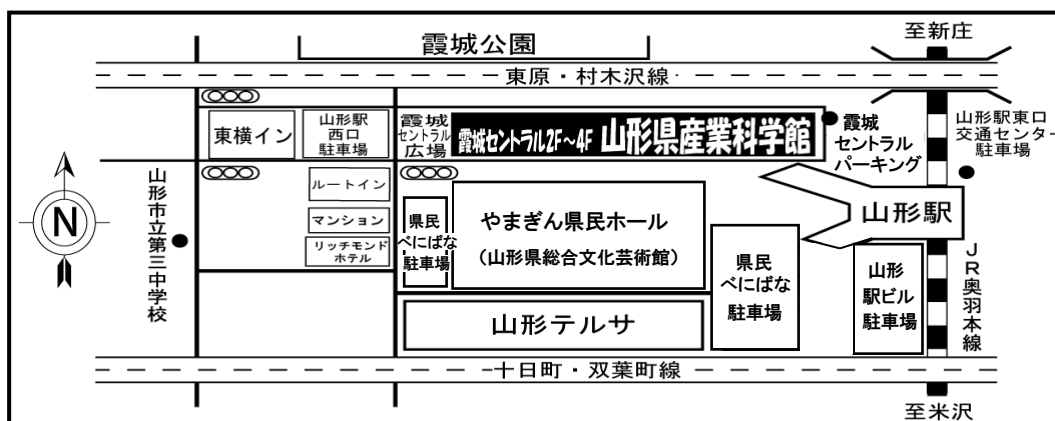 霞城公園
至新庄
東原・村木沢線
東横イン
山形駅
西口
駐車場
霞城
セントラル
広場
霞城セントラル2F～4F 山形県産業科学館
霞城
セントラル
パーキング
山形駅東口
交通センター
駐車場
N
山形市立第三中学校
ルートイン
マンション
リッチモンド
ホテル
県民
べにばな
駐車場
やまぎん県民ホール
(山形県総合文化芸術館)
山形駅
県民
べにばな
駐車場
山形
駅ビル
駐車場
JR奥羽本線
山形テルサ
十日町・双葉町線
至米沢